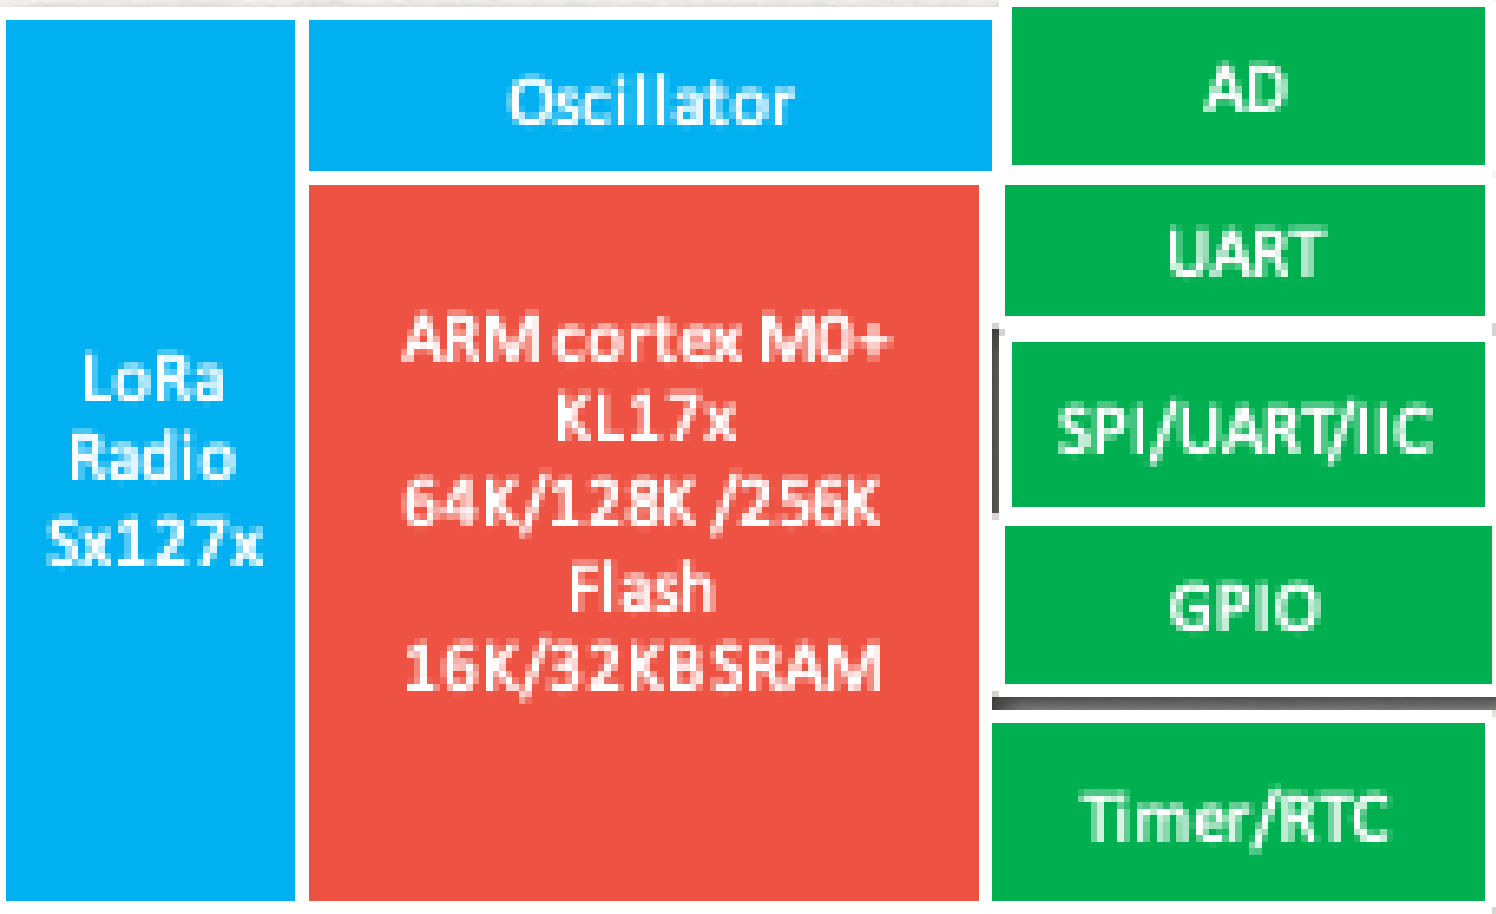 LoRa
Radio
Sx127x
Oscillator
ARM cortex M0+
KL17x
64K/128K /256K
Flash
16K/32KBSRAM
AD
UART
SPI/UART/IIC
GPIO
Timer/RTC